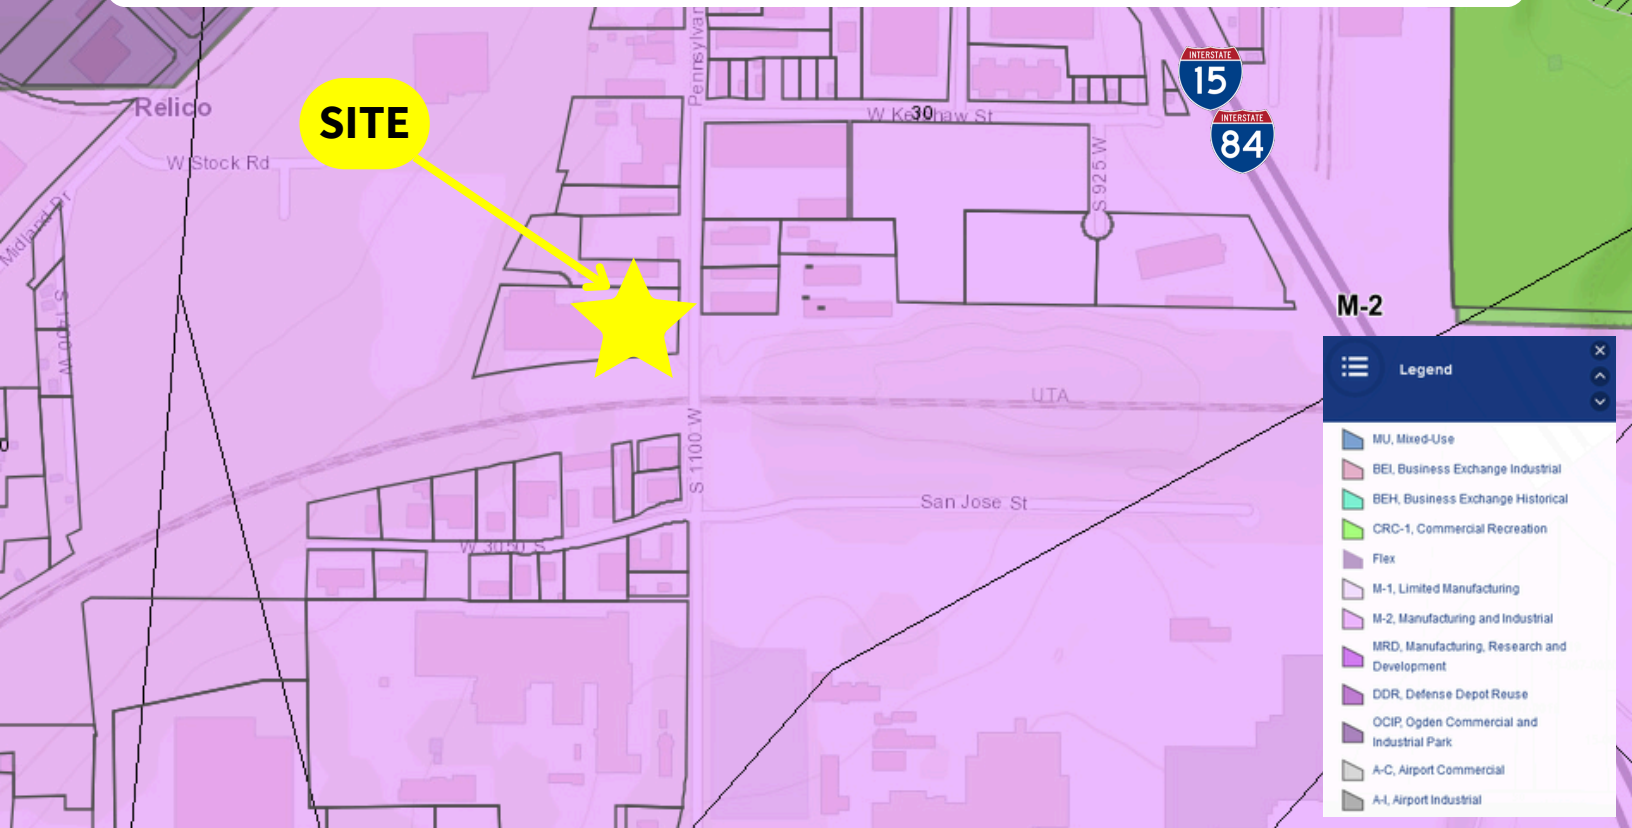 Pennsylvan
INTERSTATE
15
INTERSTATE
84
Relico
SITE
W Kershaw St
30
W Stock Rd
S 925 W
Midland Dr
M-2
UTA
S 1100 W
San Jose St
W 3050 S
0
Legend
MU, Mixed-Use
BEI, Business Exchange Industrial
BEH, Business Exchange Historical
CRC-1, Commercial Recreation
Flex
M-1, Limited Manufacturing
M-2, Manufacturing and Industrial
MRD, Manufacturing, Research and
Development
DDR, Defense Depot Reuse
OCIP, Ogden Commercial and
Industrial Park
A-C, Airport Commercial
A-I, Airport Industrial